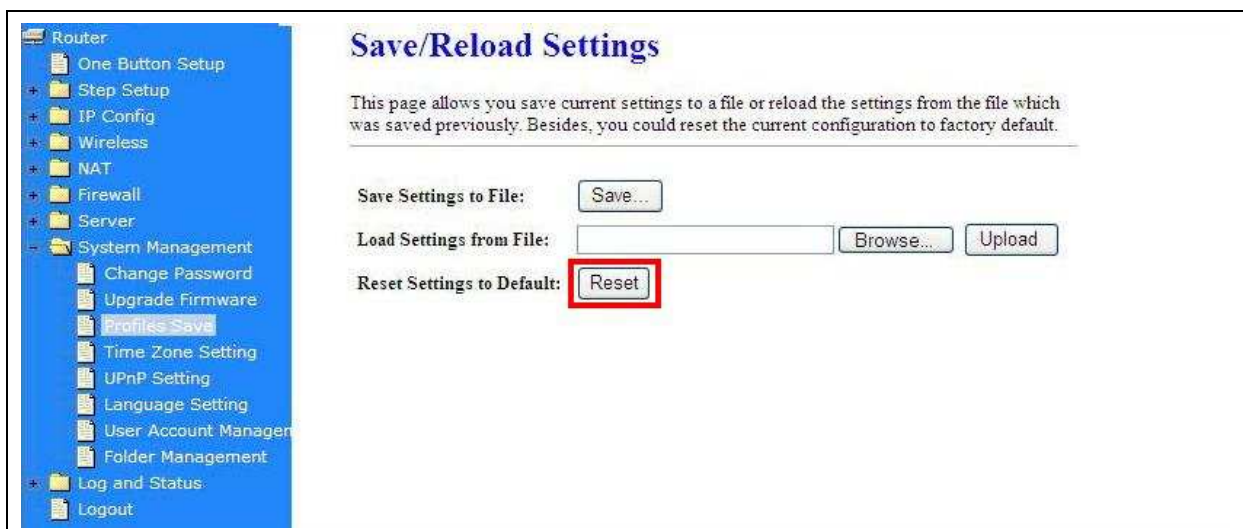 Router
One Button Setup
Step Setup
IP Config
Wireless
NAT
Firewall
Server
System Management
Change Password
Upgrade Firmware
Profiles Save
Time Zone Setting
UPnP Setting
Language Setting
User Account Managen
Folder Management
Log and Status
Logout
Save/Reload Settings
This page allows you save current settings to a file or reload the settings from the file which
was saved previously. Besides, you could reset the current configuration to factory default.
Save Settings to File: Save...
Load Settings from File: Browse... Upload
Reset Settings to Default: Reset